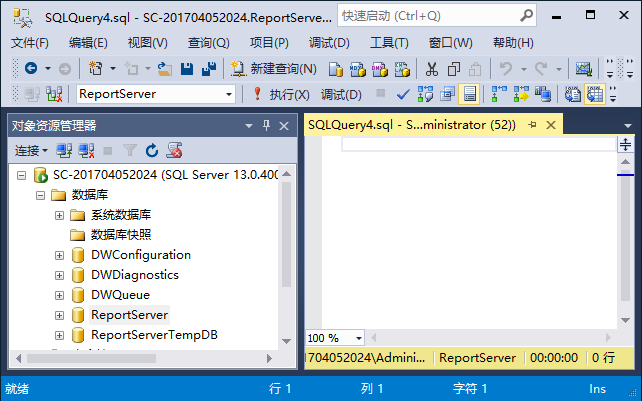 SQLQuery4.sql - SC-201704052024.ReportServe...
快速启动 (Ctrl+Q)
文件(F) 编辑(E) 视图(V) 查询(Q) 项目(P) 调试(D) 工具(T) 窗口(W) 帮助(H)
新建查询(N)
ReportServer 执行(X) 调试(D)
对象资源管理器
SQLQuery4.sql - S...ministrator (52))
连接
SC-201704052024 (SQL Server 13.0.400
数据库
系统数据库
数据库快照
DWConfiguration
DWDiagnostics
DWQueue
ReportServer
ReportServerTempDB
100 %
1704052024\Admini... ReportServer 00:00:00 0 行
就绪 行 1 列 1 字符 1 Ins